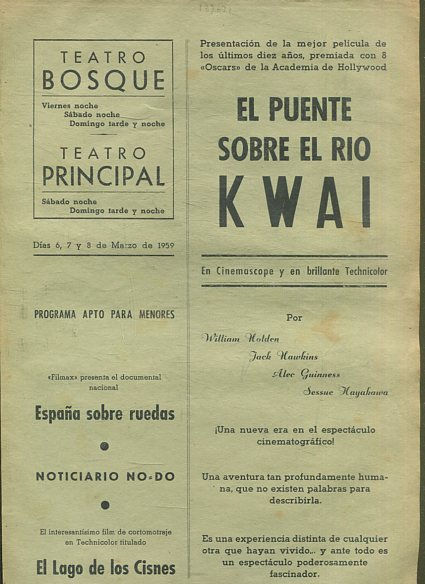 TEATRO
BOSQUE
Viernes noche
Sábado noche
Domingo tarde y noche
TEATRO
PRINCIPAL
Sábado noche
Domingo tarde y noche
Días 6, 7 y 8 de Marzo de 1959
PROGRAMA APTO PARA MENORES
«Filmax» presenta el documental
nacional
España sobre ruedas
NOTICIARIO NO-DO
El interesantísimo film de cortometraje
en Technicolor titulado
El Lago de los Cisnes
Presentación de la mejor película de
los últimos diez años, premiada con 8
«Oscars» de la Academia de Hollywood
EL PUENTE
SOBRE EL RIO
KWAI
En Cinemascope y en brillante Technicolor
Por
William Holden
Jack Hawkins
Alec Guinness
Sessue Hayakawa
¡Una nueva era en el espectáculo
cinematográfico!
Una aventura tan profundamente huma-
na, que no existen palabras para
describirla.
Es una experiencia distinta de cualquier
otra que hayan vivido... y ante todo es
un espectáculo poderosamente
fascinador.